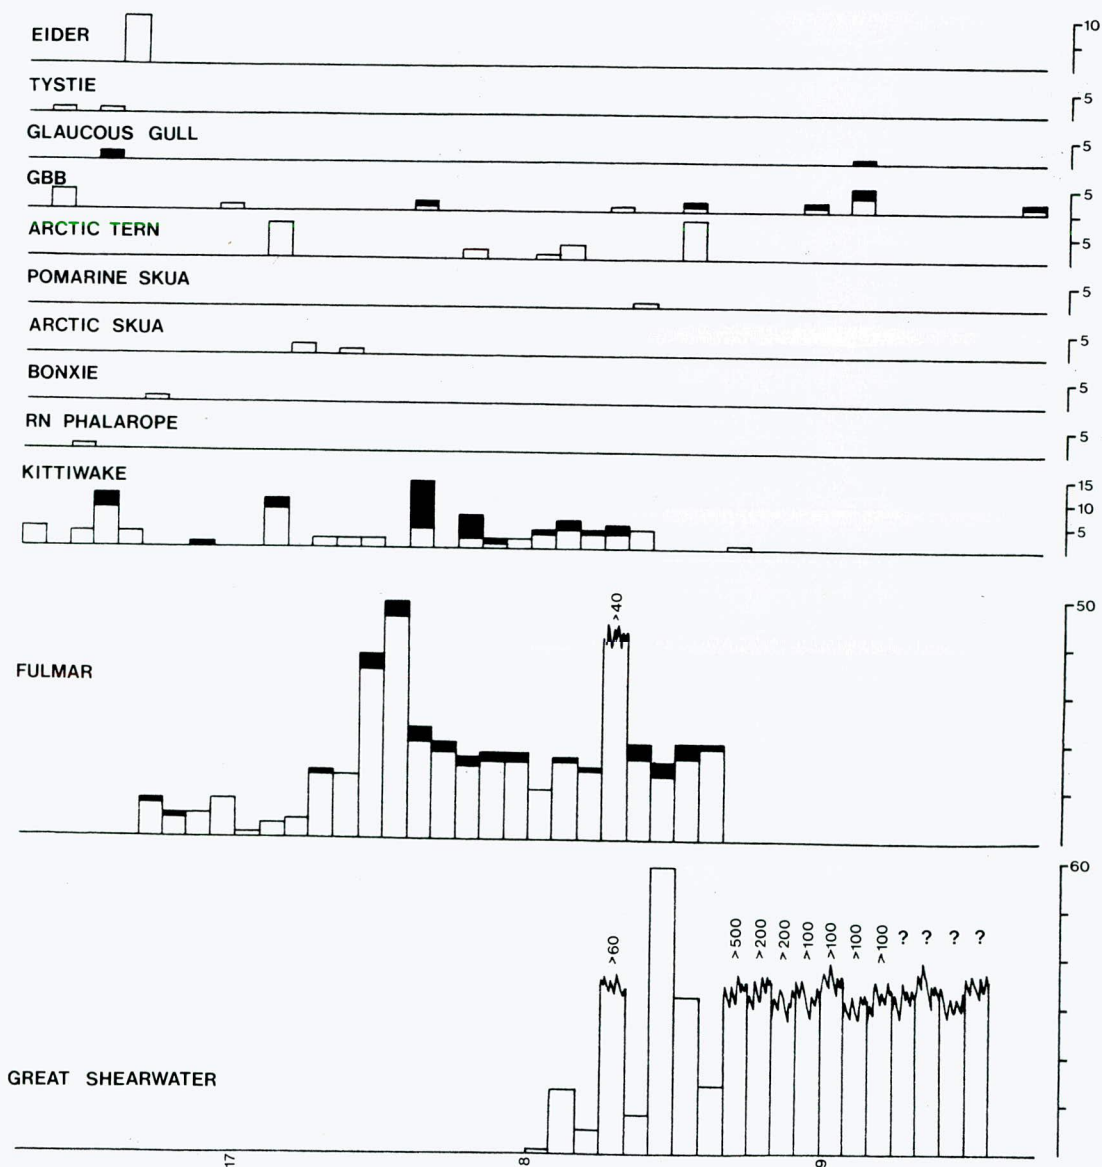 EIDER
10
TYSTIE
5
GLAUCOUS GULL
5
GBB
5
ARCTIC TERN
5
POMARINE SKUA
5
ARCTIC SKUA
5
BONXIE
5
RN PHALAROPE
5
KITTIWAKE
15
10
5
>40
50
FULMAR
60
>60
>500
>200
>200
>100
>100
>100
>100
?
?
?
?
GREAT SHEARWATER
17
8
9